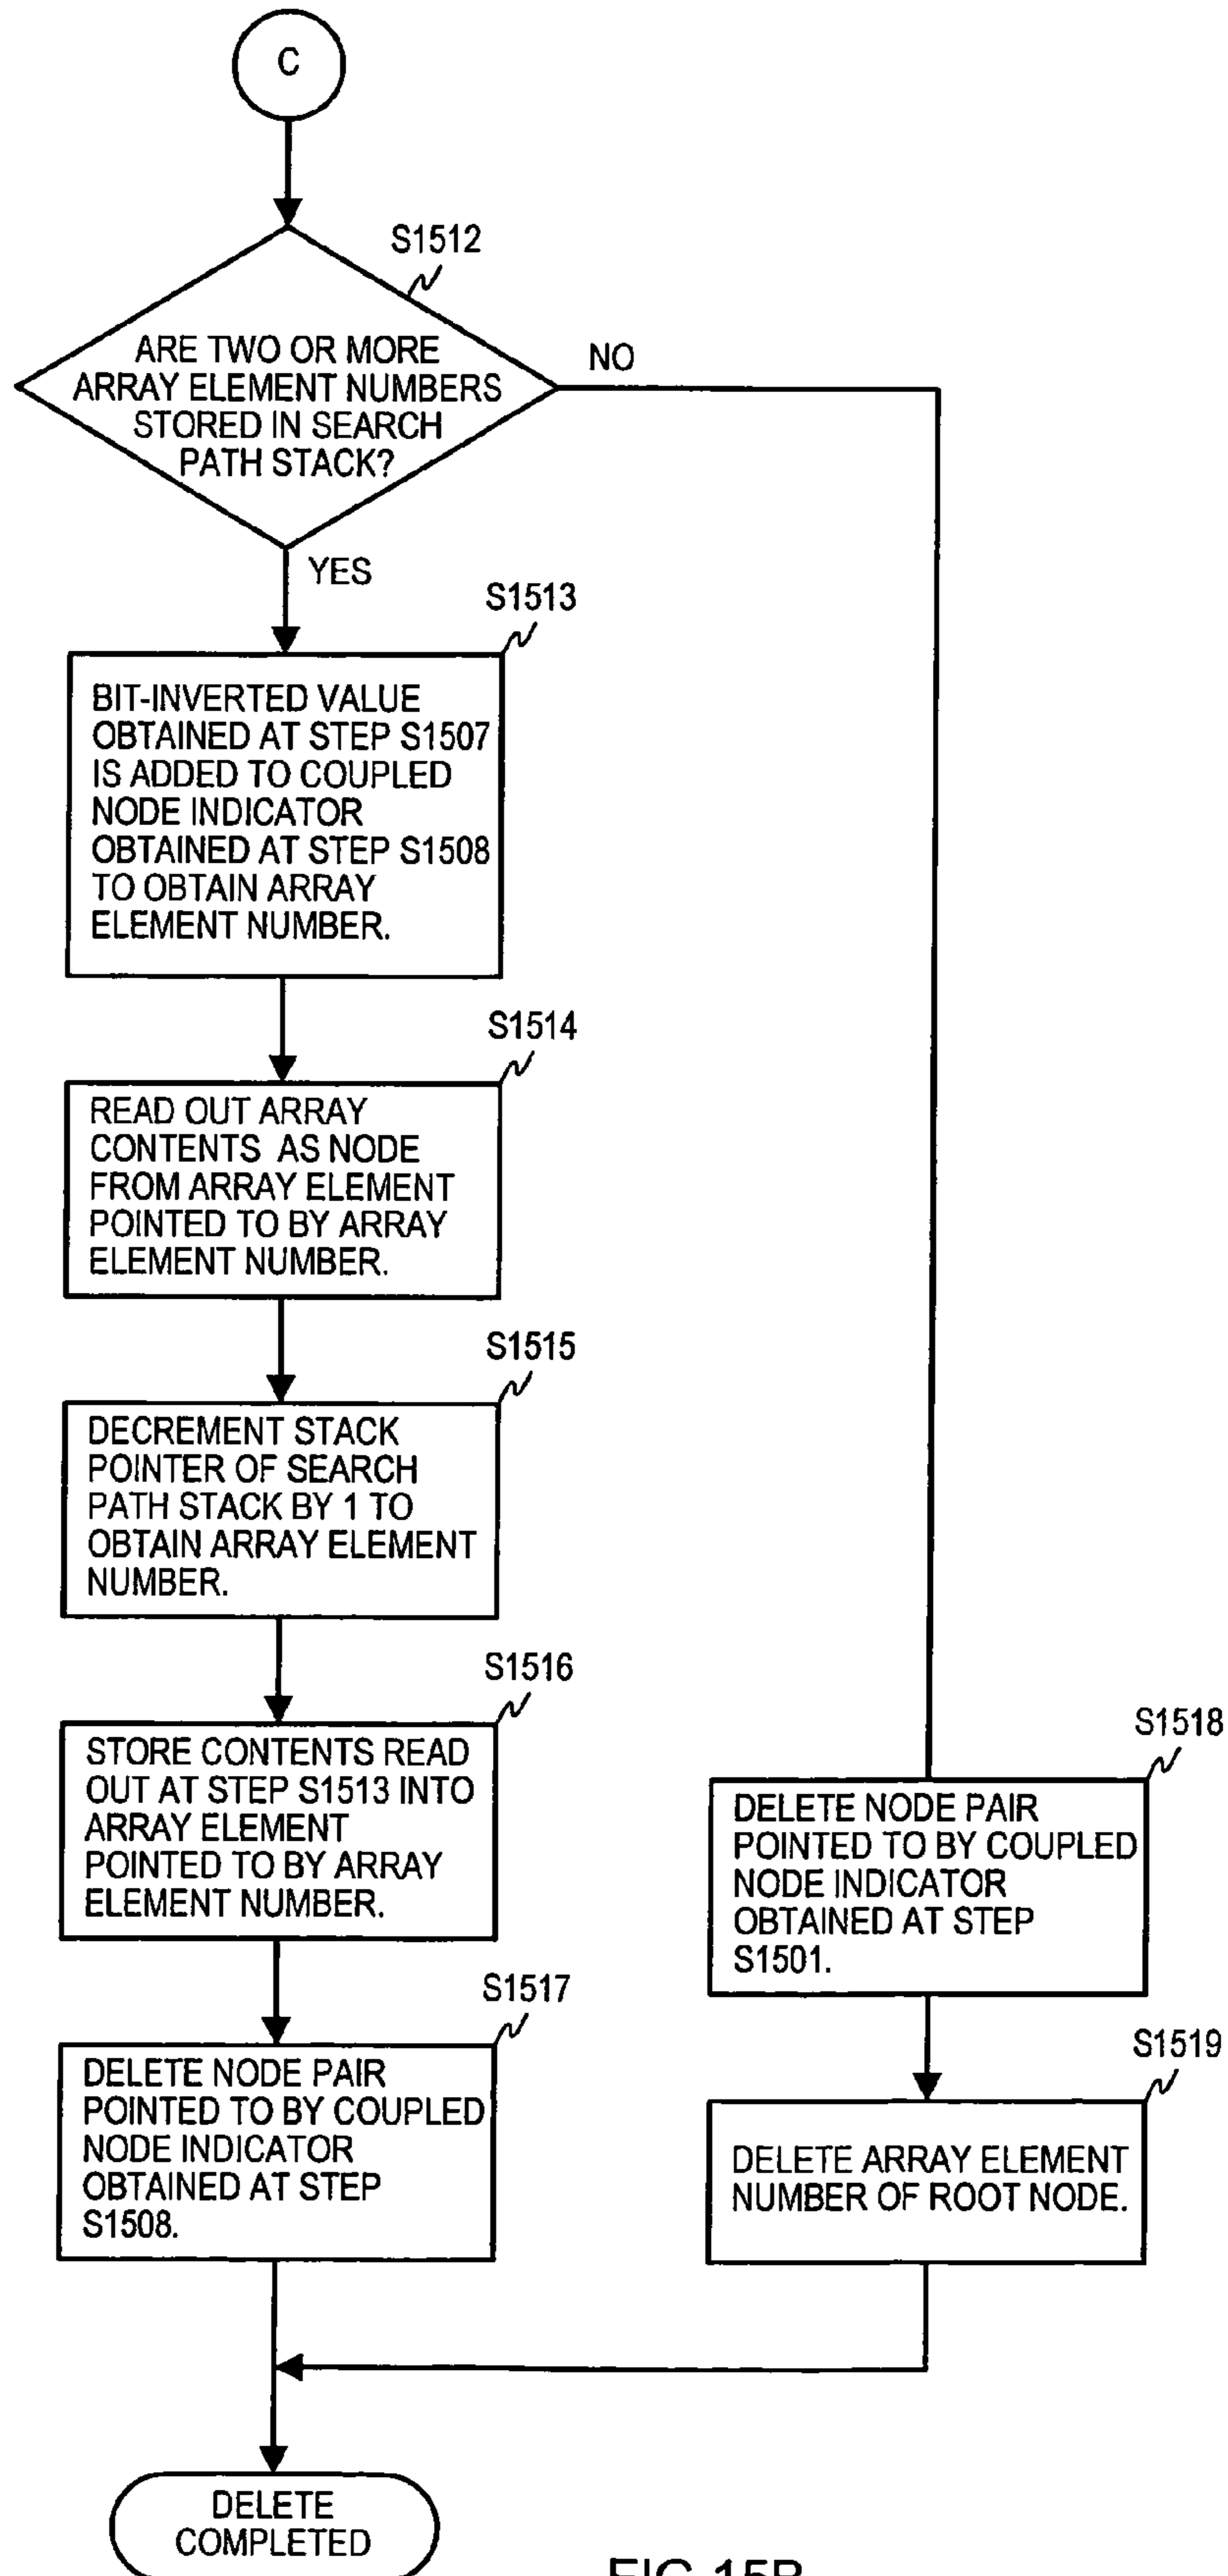 C
S1512
ARE TWO OR MORE
ARRAY ELEMENT NUMBERS
STORED IN SEARCH
PATH STACK?
NO
YES
S1513
BIT-INVERTED VALUE
OBTAINED AT STEP S1507
IS ADDED TO COUPLED
NODE INDICATOR
OBTAINED AT STEP S1508
TO OBTAIN ARRAY
ELEMENT NUMBER.
S1514
READ OUT ARRAY
CONTENTS AS NODE
FROM ARRAY ELEMENT
POINTED TO BY ARRAY
ELEMENT NUMBER.
S1515
DECREMENT STACK
POINTER OF SEARCH
PATH STACK BY 1 TO
OBTAIN ARRAY ELEMENT
NUMBER.
S1516
STORE CONTENTS READ
OUT AT STEP S1513 INTO
ARRAY ELEMENT
POINTED TO BY ARRAY
ELEMENT NUMBER.
S1517
DELETE NODE PAIR
POINTED TO BY COUPLED
NODE INDICATOR
OBTAINED AT STEP
S1508.
S1518
DELETE NODE PAIR
POINTED TO BY COUPLED
NODE INDICATOR
OBTAINED AT STEP
S1501.
S1519
DELETE ARRAY ELEMENT
NUMBER OF ROOT NODE.
DELETE
COMPLETED
FIG.15B